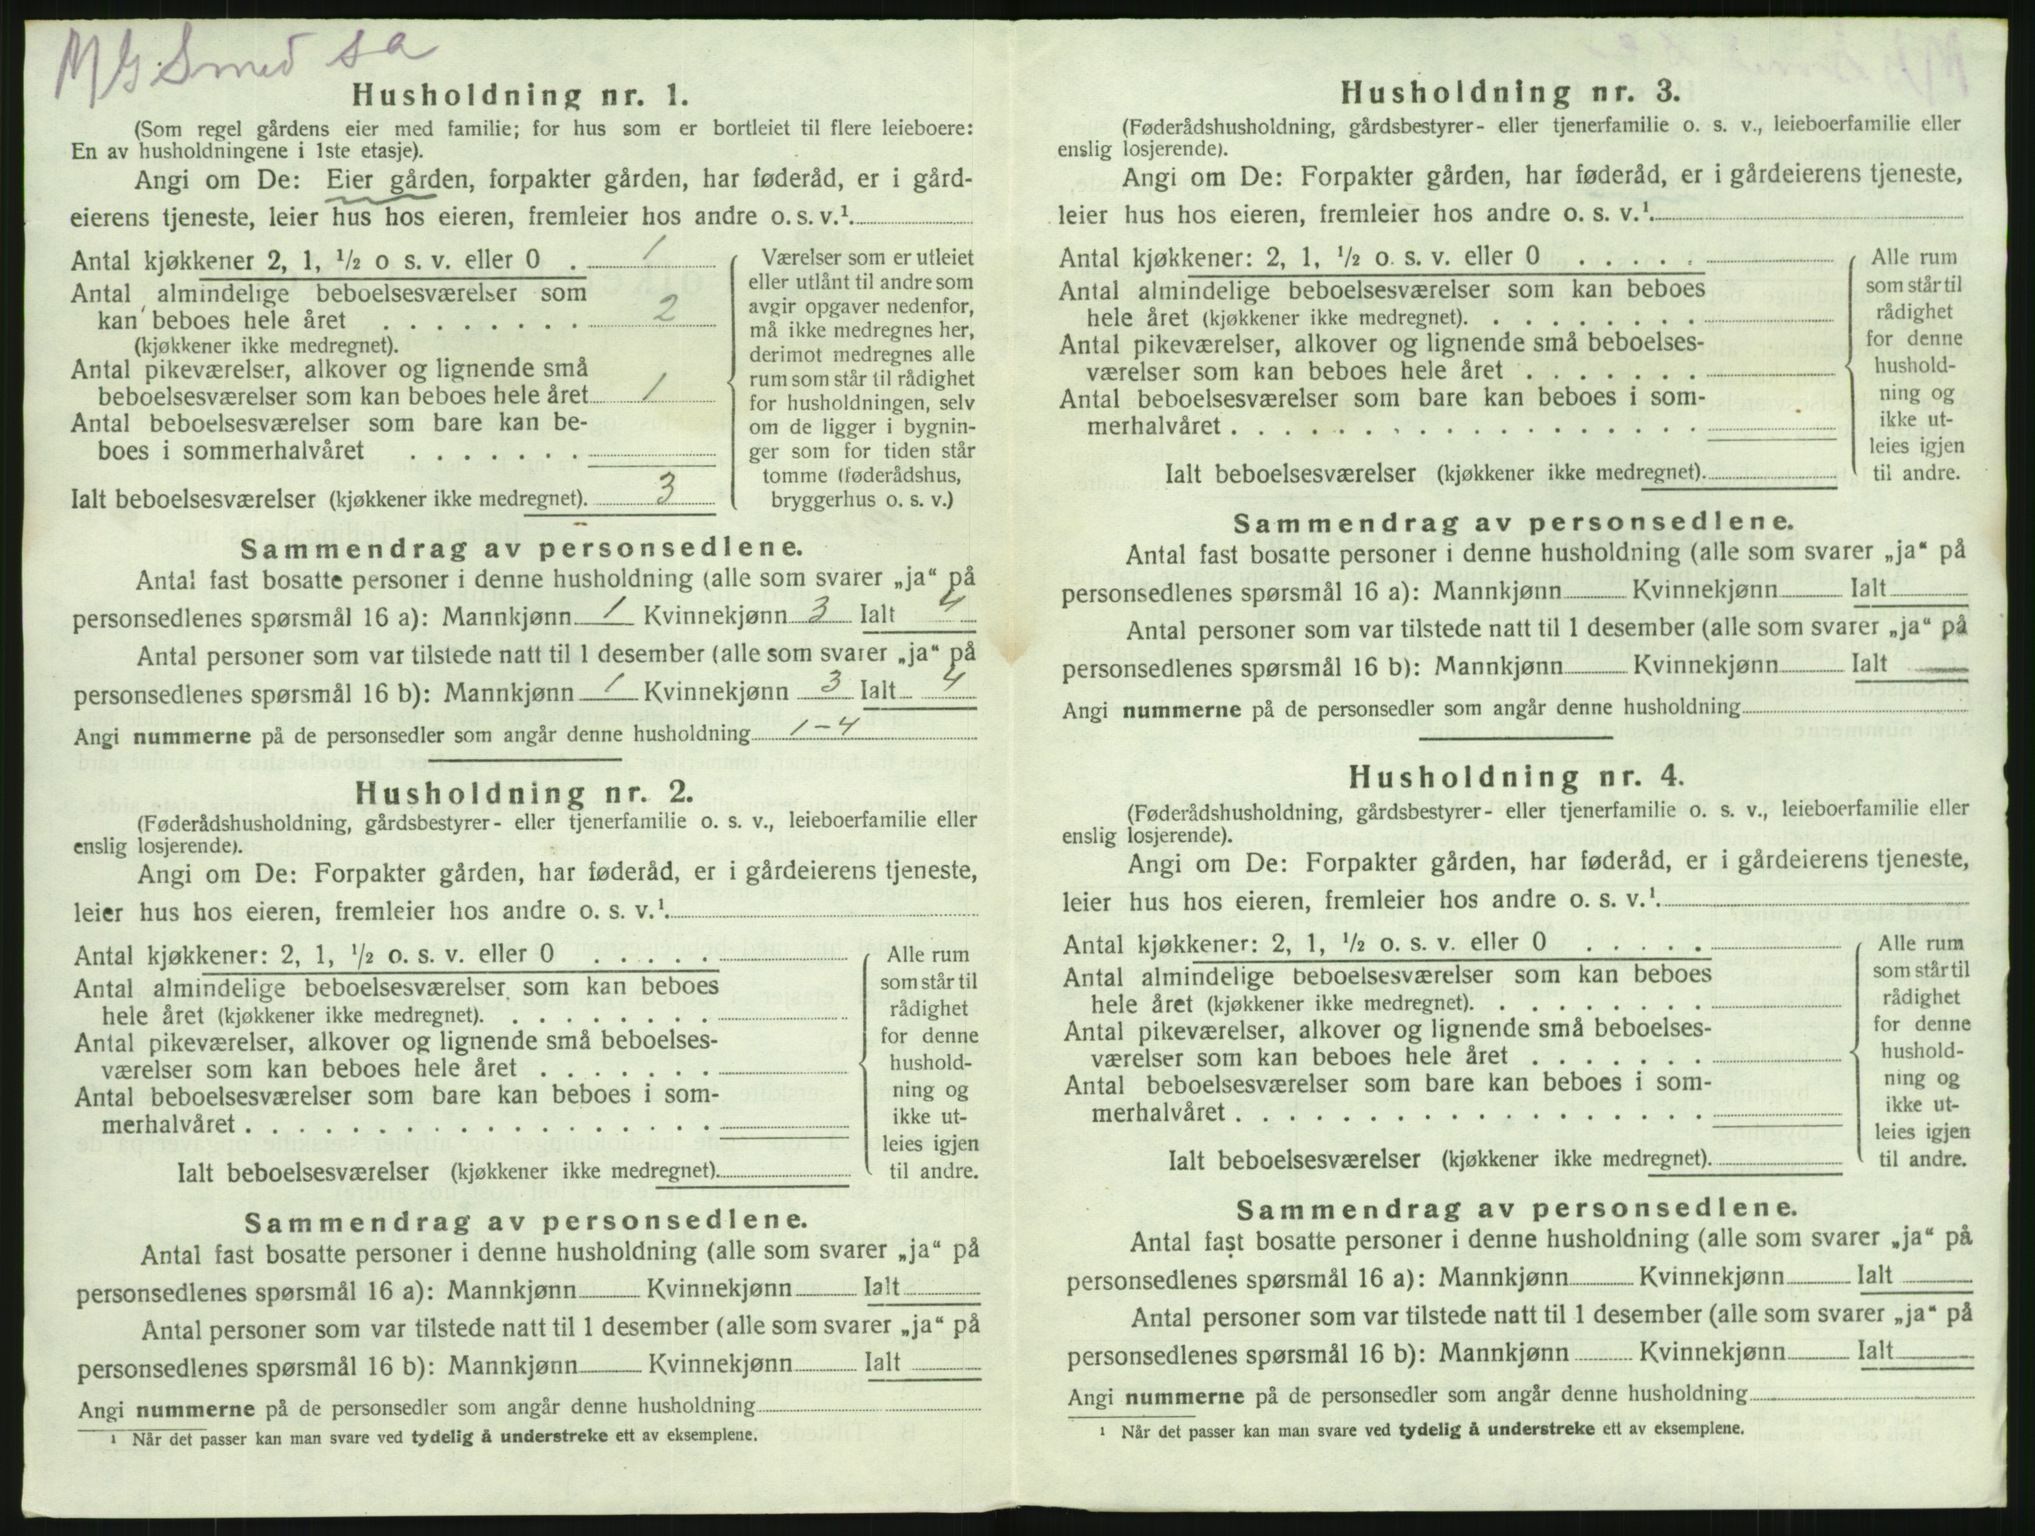 Smed sa
Husholdning nr. 1.
(Som regel gårdens eier med familie; for hus som er bortleiet til flere leieboere:
En av husholdningene i 1ste etasje).
Angi om De: Eier gården, forpakter gården, har føderåd, er i gård-
eierens tjeneste, leier hus hos eieren, fremleier hos andre o. s. v.¹
Antal kjøkkener 2, 1, ½ o s. v. eller 0 . 1
Antal almindelige beboelsesværelser som
kan beboes hele året . . . . . . . . 2
(kjøkkener ikke medregnet).
Antal pikeværelser, alkover og lignende små
beboelsesværelser som kan beboes hele året 1
Antal beboelsesværelser som bare kan be-
boes i sommerhalvåret . . . . . . .
Ialt beboelsesværelser (kjøkkener ikke medregnet). 3
Værelser som er utleiet
eller utlånt til andre som
avgir opgaver nedenfor,
må ikke medregnes her,
derimot medregnes alle
rum som står til rådighet
for husholdningen, selv
om de ligger i bygnin-
ger som for tiden står
tomme (føderådshus,
bryggerhus o. s. v.)
Sammendrag av personsedlene.
Antal fast bosatte personer i denne husholdning (alle som svarer „ja“ på
personsedlenes spørsmål 16 a): Mannkjønn 1 Kvinnekjønn 3 Ialt 4
Antal personer som var tilstede natt til 1 desember (alle som svarer „ja“ på
personsedlenes spørsmål 16 b): Mannkjønn 1 Kvinnekjønn 3 Ialt 4
Angi nummerne på de personsedler som angår denne husholdning 1-4
Husholdning nr. 2.
(Føderådshusholdning, gårdsbestyrer- eller tjenerfamilie o. s. v., leieboerfamilie eller
enslig losjerende).
Angi om De: Forpakter gården, har føderåd, er i gårdeierens tjeneste,
leier hus hos eieren, fremleier hos andre o. s. v.¹
Antal kjøkkener: 2, 1, ½ o. s. v. eller 0 . . . . .
Antal almindelige beboelsesværelser som kan beboes
hele året (kjøkkener ikke medregnet). . . . . . . . .
Antal pikeværelser, alkover og lignende små beboelses-
værelser som kan beboes hele året . . . . . . .
Antal beboelsesværelser som bare kan beboes i som-
merhalvåret . . . . . . . . . . . . . . . . . .
Ialt beboelsesværelser (kjøkkener ikke medregnet).
Alle rum
som står til
rådighet
for denne
hushold-
ning og
ikke ut-
leies igjen
til andre.
Sammendrag av personsedlene.
Antal fast bosatte personer i denne husholdning (alle som svarer „ja“ på
personsedlenes spørsmål 16 a): Mannkjønn Kvinnekjønn Ialt
Antal personer som var tilstede natt til 1 desember (alle som svarer „ja“ på
personsedlenes spørsmål 16 b): Mannkjønn Kvinnekjønn Ialt
Angi nummerne på de personsedler som angår denne husholdning
¹ Når det passer kan man svare ved tydelig å understreke ett av eksemplene.
Husholdning nr. 3.
(Føderådshusholdning, gårdsbestyrer- eller tjenerfamilie o. s. v., leieboerfamilie eller
enslig losjerende).
Angi om De: Forpakter gården, har føderåd, er i gårdeierens tjeneste,
leier hus hos eieren, fremleier hos andre o. s. v.¹
Antal kjøkkener: 2, 1, ½ o. s. v. eller 0 . . . . .
Antal almindelige beboelsesværelser som kan beboes
hele året (kjøkkener ikke medregnet). . . . . . . . .
Antal pikeværelser, alkover og lignende små beboelses-
værelser som kan beboes hele året . . . . . . .
Antal beboelsesværelser som bare kan beboes i som-
merhalvåret . . . . . . . . . . . . . . . . . .
Ialt beboelsesværelser (kjøkkener ikke medregnet).
Alle rum
som står til
rådighet
for denne
hushold-
ning og
ikke ut-
leies igjen
til andre.
Sammendrag av personsedlene.
Antal fast bosatte personer i denne husholdning (alle som svarer „ja“ på
personsedlenes spørsmål 16 a): Mannkjønn Kvinnekjønn Ialt
Antal personer som var tilstede natt til 1 desember (alle som svarer „ja“ på
personsedlenes spørsmål 16 b): Mannkjønn Kvinnekjønn Ialt
Angi nummerne på de personsedler som angår denne husholdning
Husholdning nr. 4.
(Føderådshusholdning, gårdsbestyrer- eller tjenerfamilie o. s. v., leieboerfamilie eller
enslig losjerende).
Angi om De: Forpakter gården, har føderåd, er i gårdeierens tjeneste,
leier hus hos eieren, fremleier hos andre o. s. v.¹
Antal kjøkkener: 2, 1, ½ o. s. v. eller 0 . . . . .
Antal almindelige beboelsesværelser som kan beboes
hele året (kjøkkener ikke medregnet). . . . . . . . .
Antal pikeværelser, alkover og lignende små beboelses-
værelser som kan beboes hele året . . . . . . .
Antal beboelsesværelser som bare kan beboes i som-
merhalvåret . . . . . . . . . . . . . . . . . .
Ialt beboelsesværelser (kjøkkener ikke medregnet).
Alle rum
som står til
rådighet
for denne
hushold-
ning og
ikke ut-
leies igjen
til andre.
Sammendrag av personsedlene.
Antal fast bosatte personer i denne husholdning (alle som svarer „ja“ på
personsedlenes spørsmål 16 a): Mannkjønn Kvinnekjønn Ialt
Antal personer som var tilstede natt til 1 desember (alle som svarer „ja“ på
personsedlenes spørsmål 16 b): Mannkjønn Kvinnekjønn Ialt
Angi nummerne på de personsedler som angår denne husholdning
¹ Når det passer kan man svare ved tydelig å understreke ett av eksemplene.